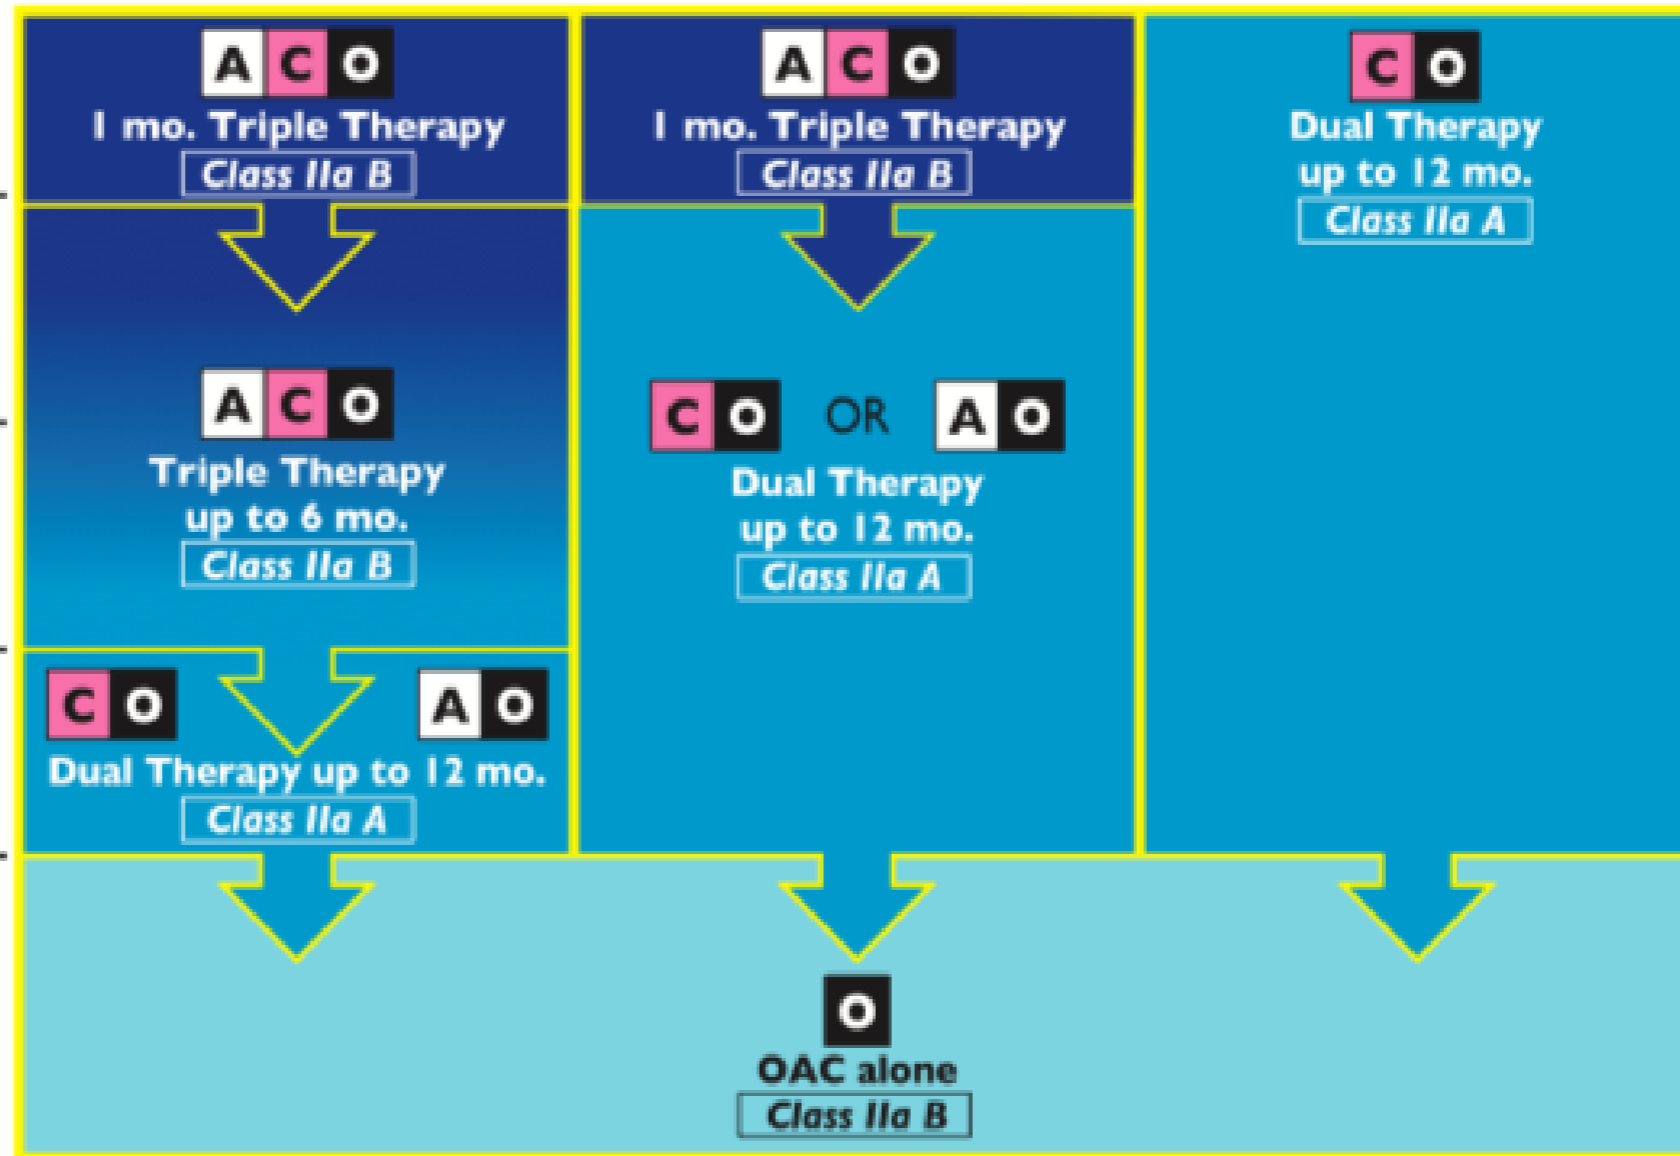 A C O
1 mo. Triple Therapy
Class IIa B
A C O
Triple Therapy
up to 6 mo.
Class IIa B
C O
A O
Dual Therapy up to 12 mo.
Class IIa A
A C O
1 mo. Triple Therapy
Class IIa B
C O OR A O
Dual Therapy
up to 12 mo.
Class IIa A
C O
Dual Therapy
up to 12 mo.
Class IIa A
O
OAC alone
Class IIa B